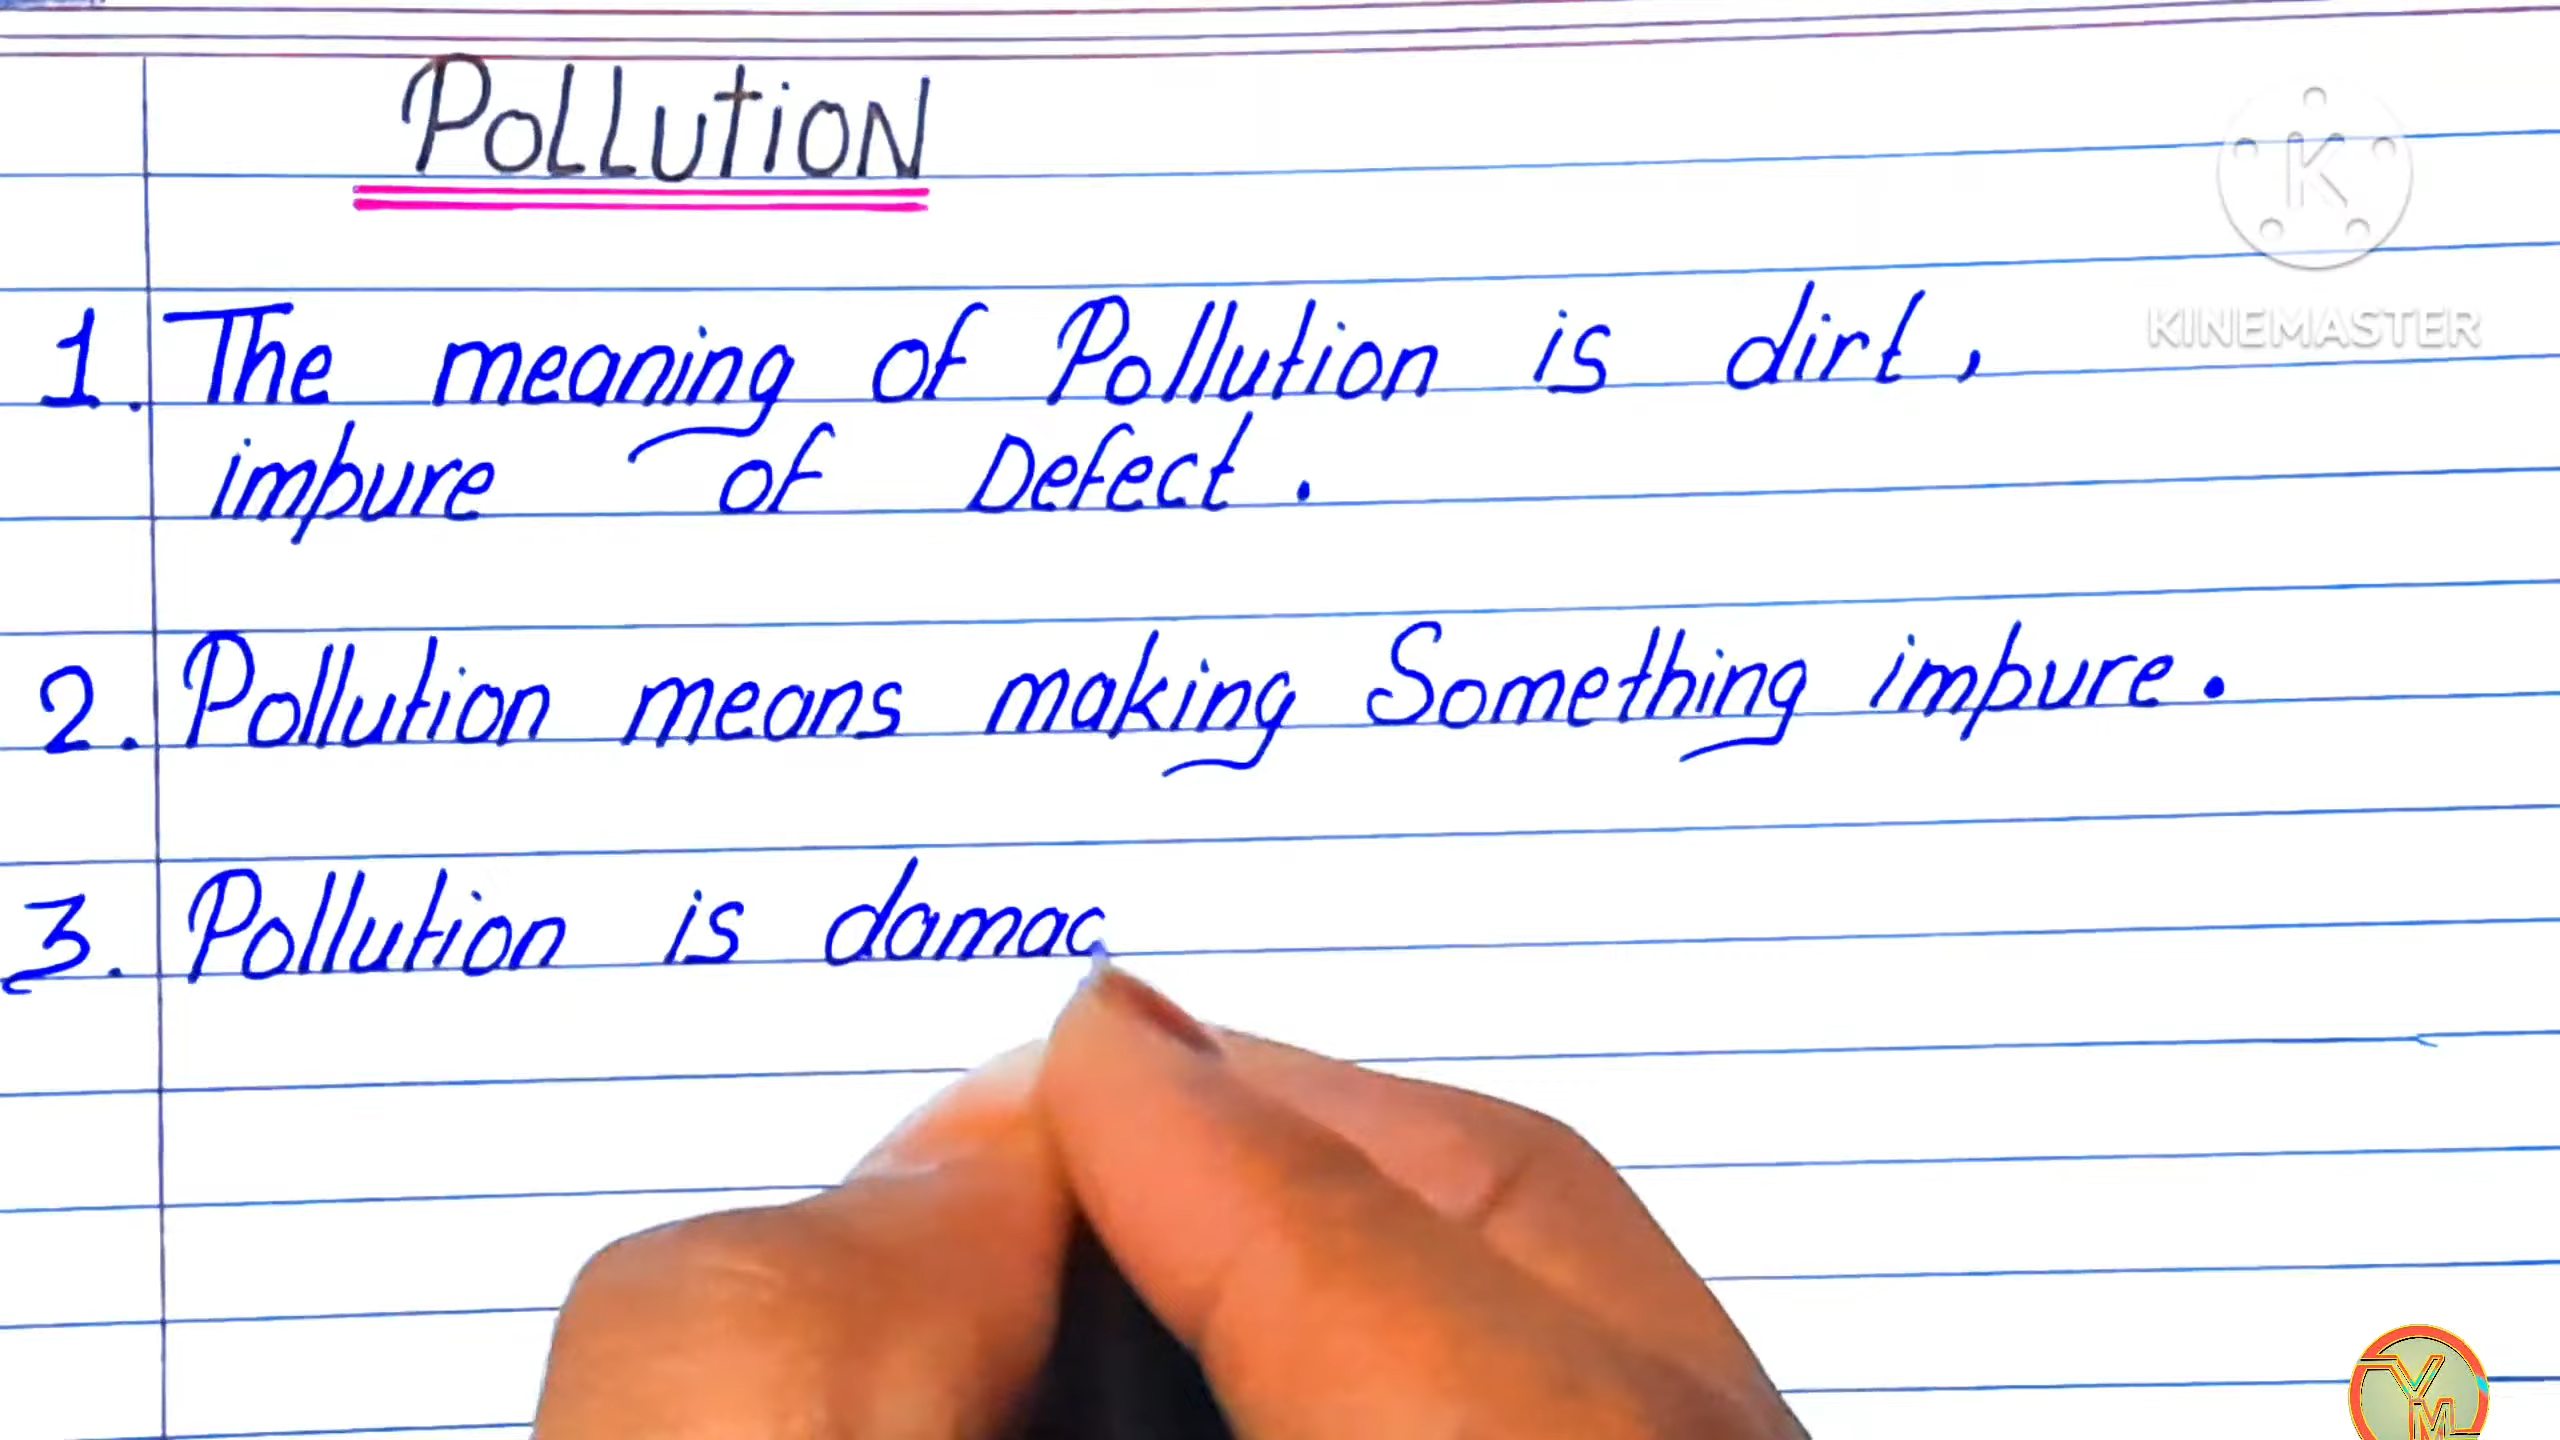 Pollution
KINEMASTER
1. The meaning of Pollution is dirt,
impure of Defect.
2. Pollution means making Something impure.
3. Pollution is
YM